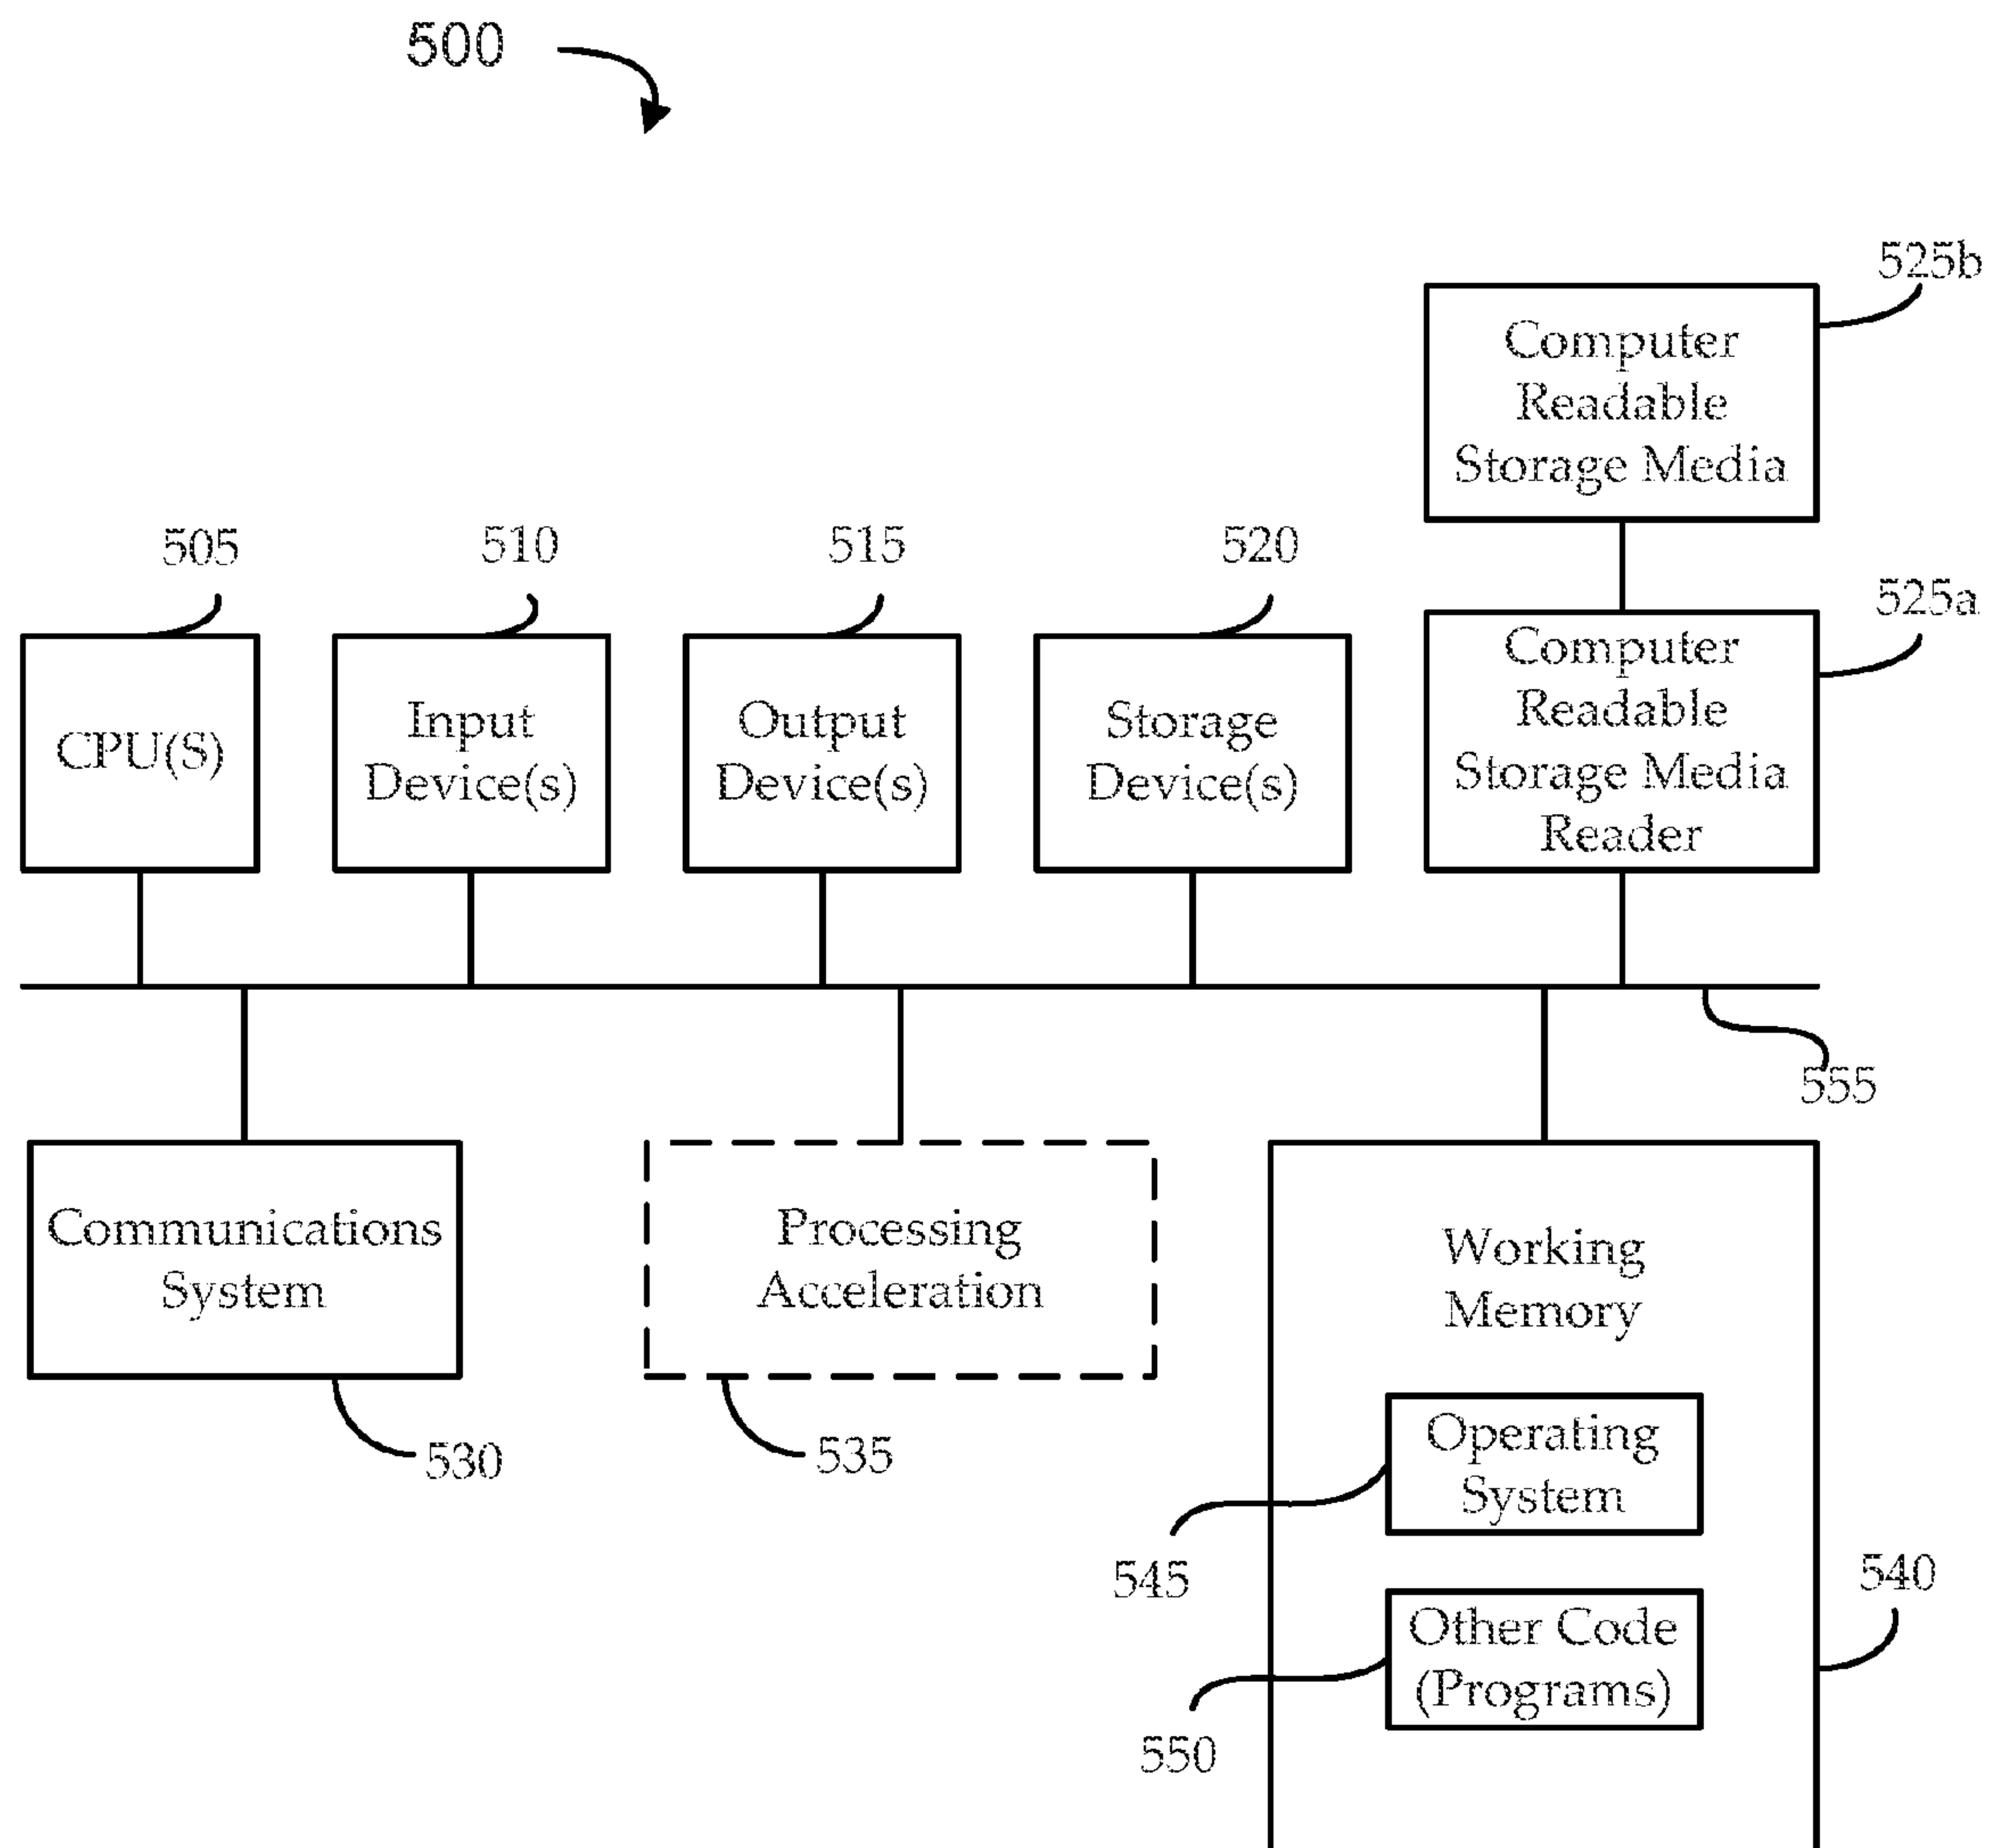 500
525b
Computer
Readable
Storage Media
505
510
515
520
525a
CPU(S)
Input
Device(s)
Output
Device(s)
Storage
Device(s)
Computer
Readable
Storage Media
Reader
555
Communications
System
530
Processing
Acceleration
535
Working
Memory
Operating
System
545
540
Other Code
(Programs)
550